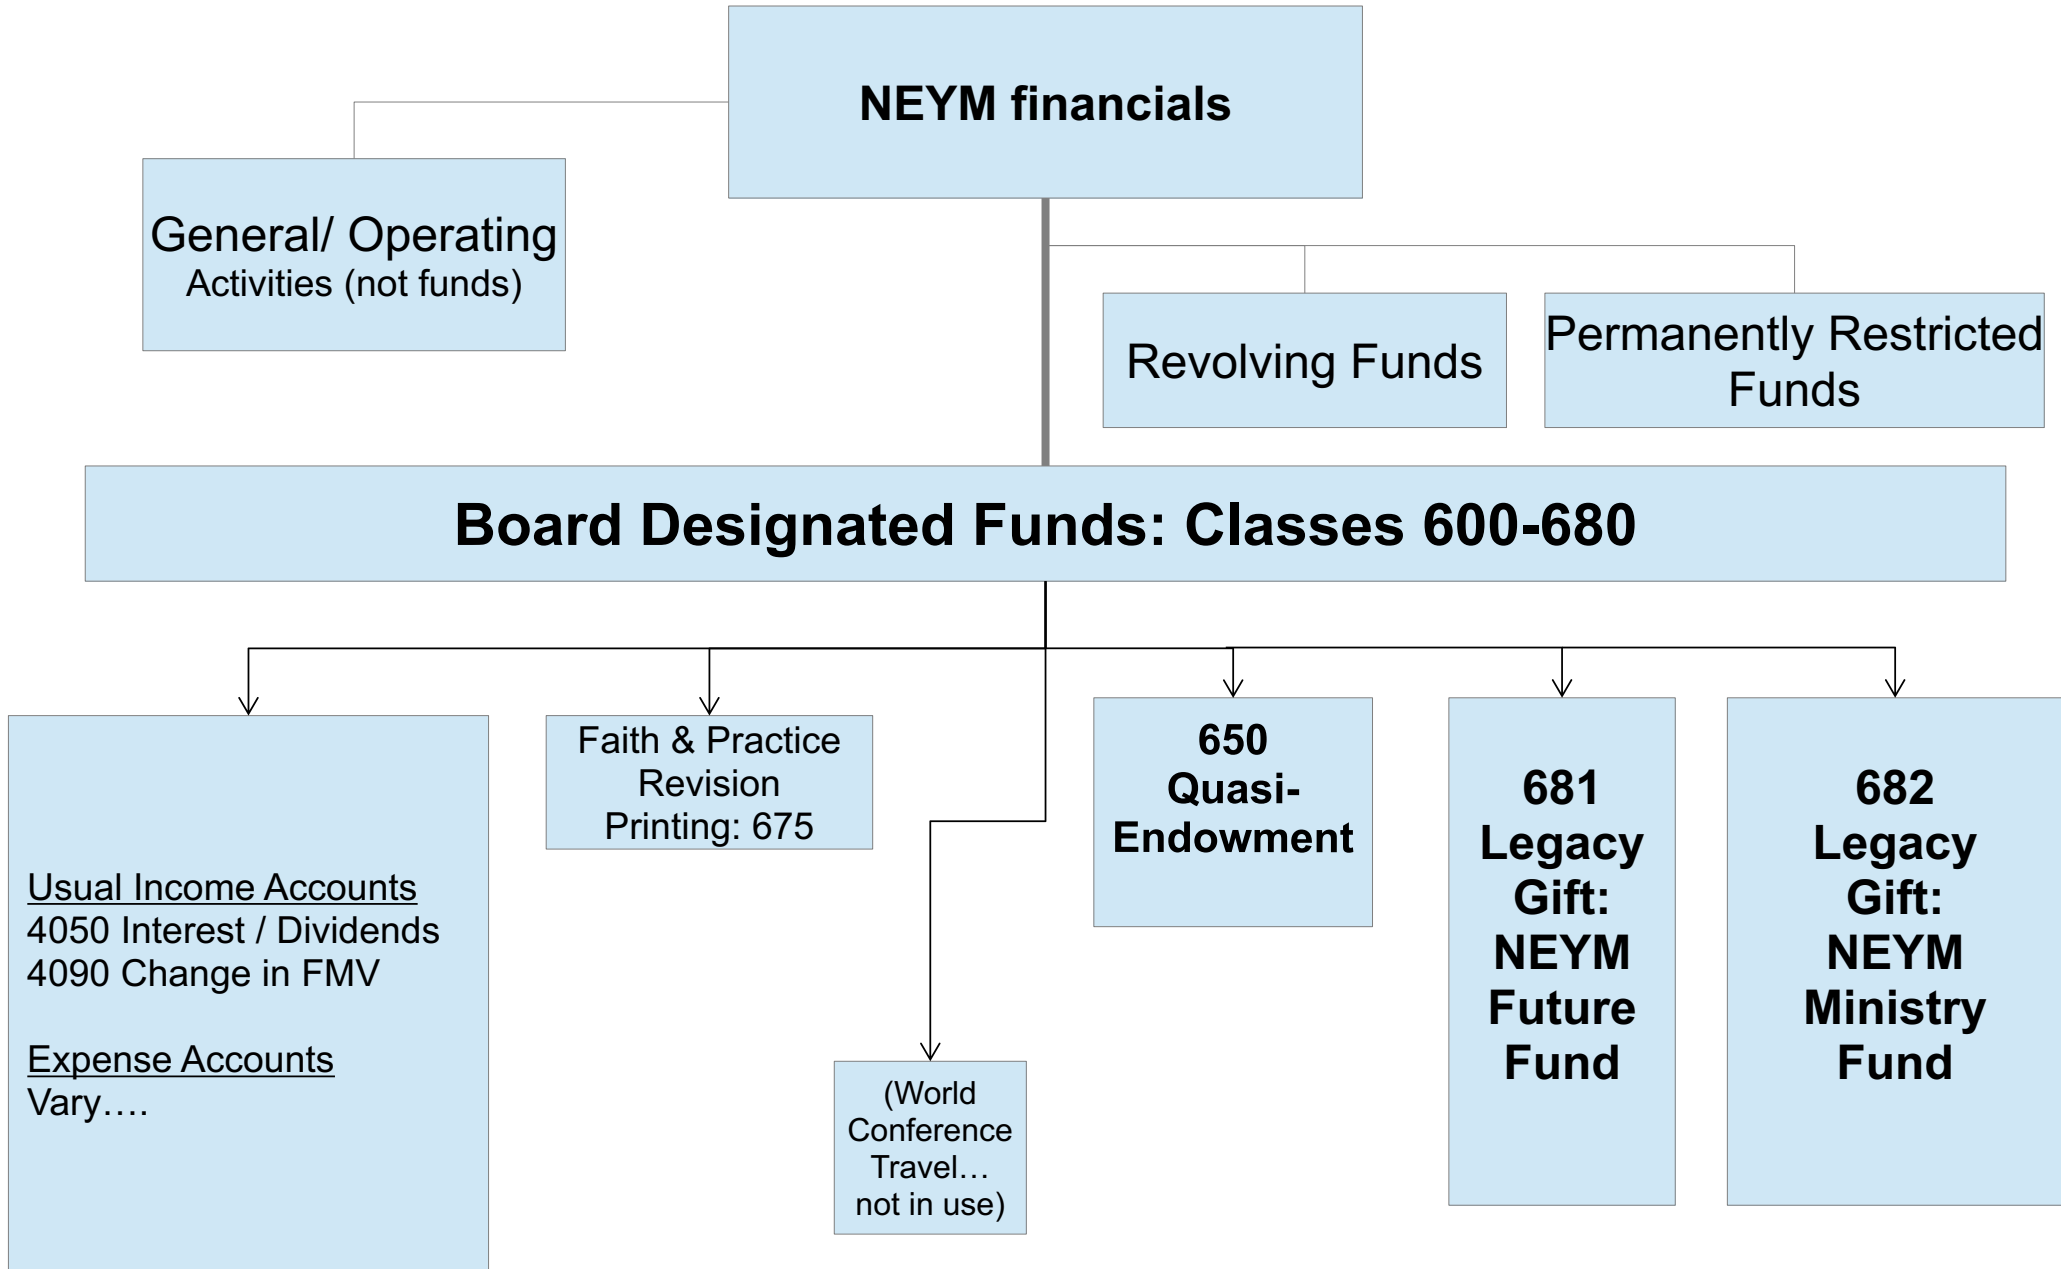 NEYM financials
General/ Operating
Activities (not funds)
Revolving Funds
Permanently Restricted
Funds
Board Designated Funds: Classes 600-680
Usual Income Accounts
4050 Interest / Dividends
4090 Change in FMV
Expense Accounts
Vary….
Faith & Practice
Revision
Printing: 675
(World
Conference
Travel…
not in use)
650
Quasi-
Endowment
681
Legacy
Gift:
NEYM
Future
Fund
682
Legacy
Gift:
NEYM
Ministry
Fund